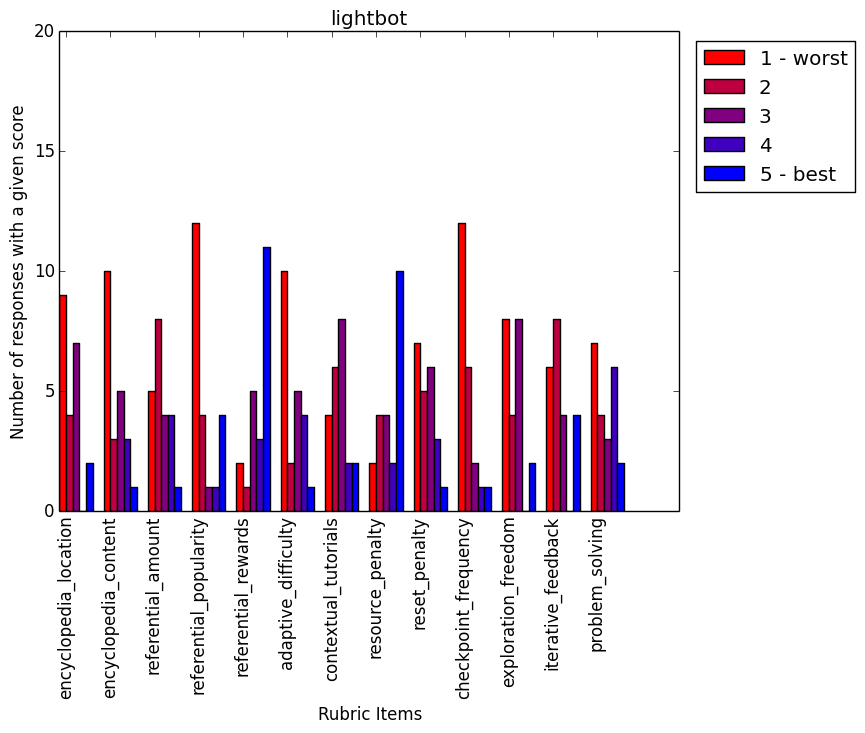 lightbot
20
15
10
5
0
Number of responses with a given score
encyclopedia_location
encyclopedia_content
referential_amount
referential_popularity
referential_rewards
adaptive_difficulty
contextual_tutorials
resource_penalty
reset_penalty
checkpoint_frequency
exploration_freedom
iterative_feedback
problem_solving
Rubric Items
1 - worst
2
3
4
5 - best